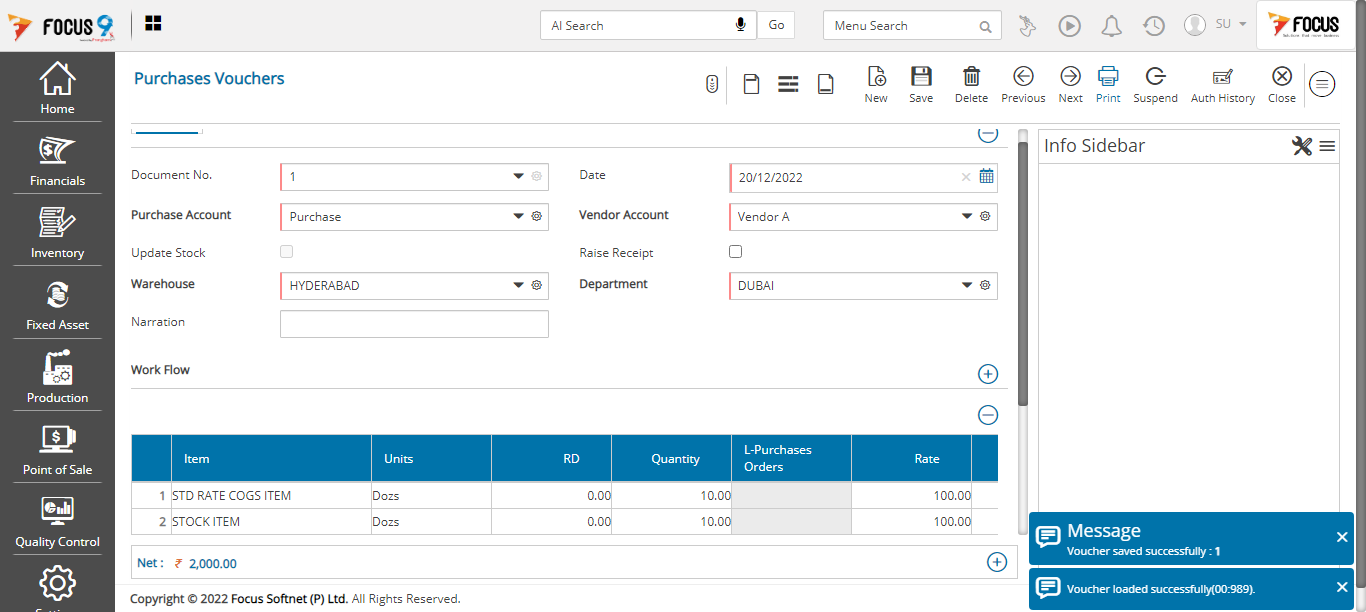 FOCUS 9
AI Search
Go
Menu Search
SU
FOCUS
Purchases Vouchers
New
Save
Delete
Previous
Next
Print
Suspend
Auth History
Close
Home
Financials
Inventory
Fixed Asset
Production
Point of Sale
Quality Control
Document No.
1
Date
20/12/2022
Purchase Account
Purchase
Vendor Account
Vendor A
Update Stock
Raise Receipt
Warehouse
HYDERABAD
Department
DUBAI
Narration
Work Flow
Item Units RD Quantity L-Purchases Orders Rate
1 STD RATE COGS ITEM Dozs 0.00 10.00 100.00
2 STOCK ITEM Dozs 0.00 10.00 100.00
Net : ₹ 2,000.00
Info Sidebar
Message
Voucher saved successfully : 1
Voucher loaded successfully(00:989).
Copyright © 2022 Focus Softnet (P) Ltd. All Rights Reserved.